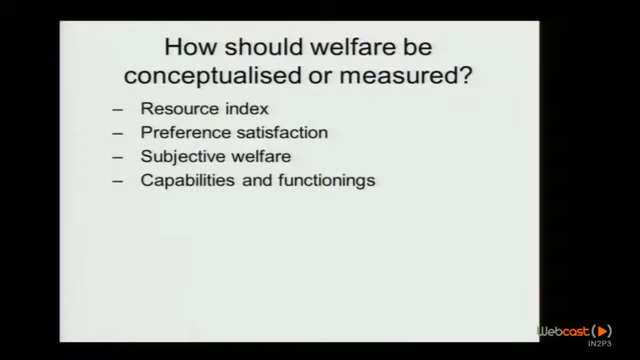 How should welfare be
conceptualised or measured?
– Resource index
– Preference satisfaction
– Subjective welfare
– Capabilities and functionings
Webcast
IN2P3